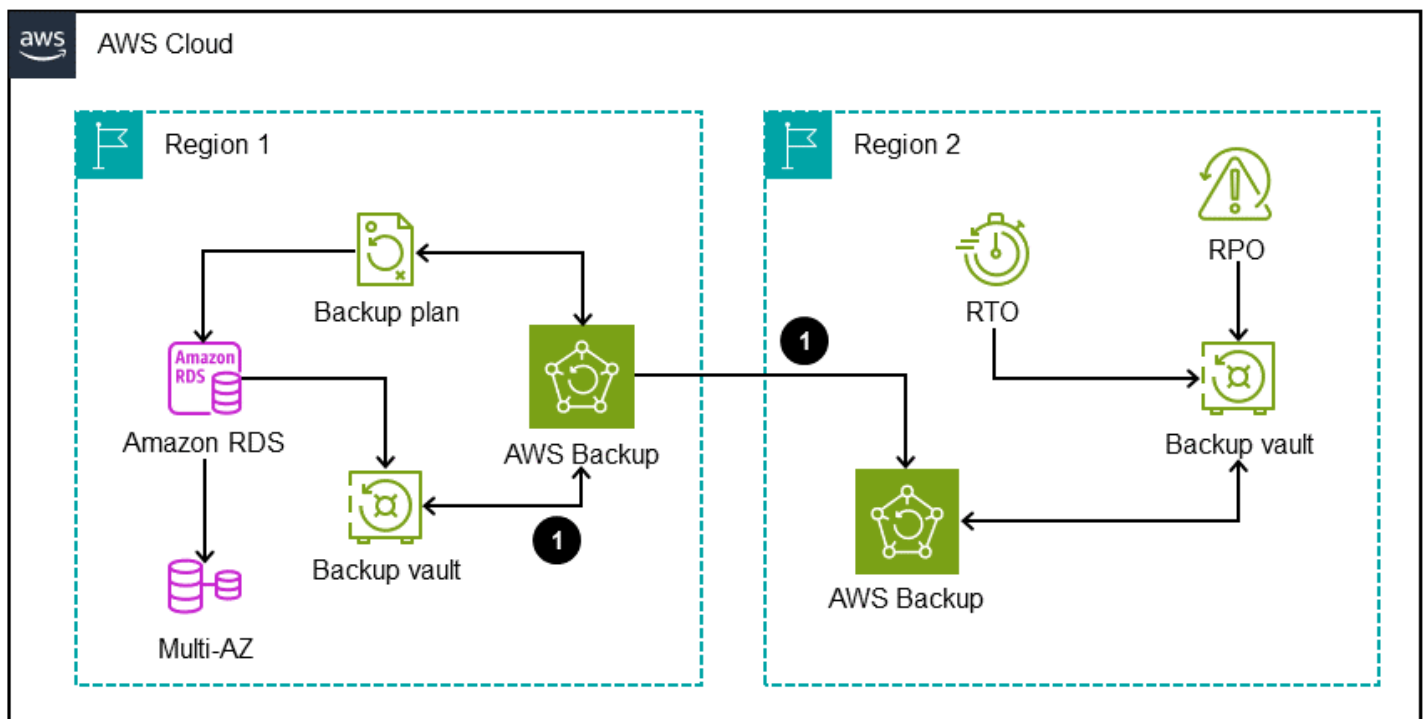 aws
AWS Cloud
Region 1
Region 2
Backup plan
RTO
RPO
1
Amazon
RDS
Amazon RDS
AWS Backup
Backup vault
1
Backup vault
AWS Backup
Multi-AZ